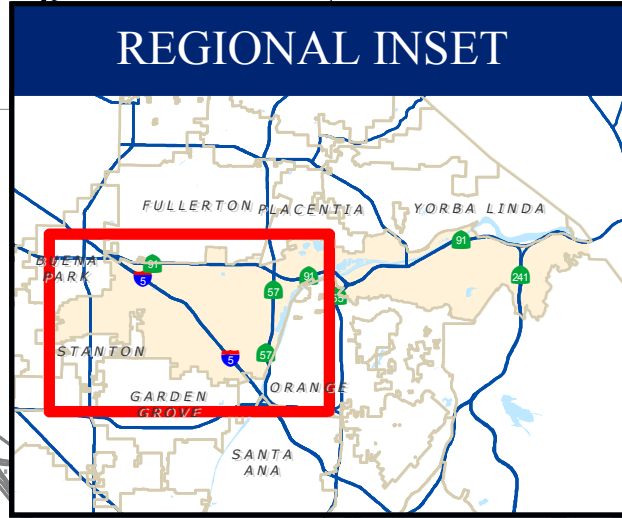 REGIONAL INSET
FULLERTON
PLACENTIA
YORBA LINDA
BUENA
PARK
91
5
91
57
91
55
241
STANTON
5
57
GARDEN
GROVE
ORANGE
SANTA
ANA